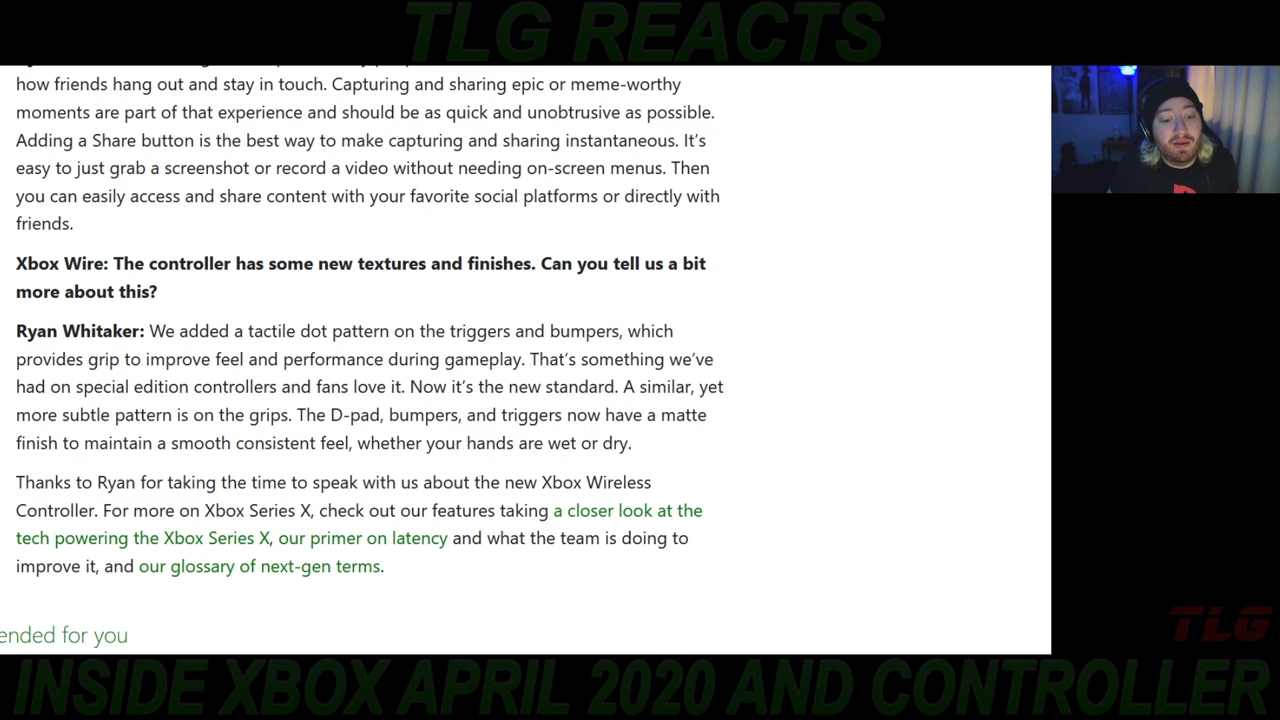 TLG REACTS
how friends hang out and stay in touch. Capturing and sharing epic or meme-worthy
moments are part of that experience and should be as quick and unobtrusive as possible.
Adding a Share button is the best way to make capturing and sharing instantaneous. It’s
easy to just grab a screenshot or record a video without needing on-screen menus. Then
you can easily access and share content with your favorite social platforms or directly with
friends.
Xbox Wire: The controller has some new textures and finishes. Can you tell us a bit
more about this?
Ryan Whitaker: We added a tactile dot pattern on the triggers and bumpers, which
provides grip to improve feel and performance during gameplay. That’s something we’ve
had on special edition controllers and fans love it. Now it’s the new standard. A similar, yet
more subtle pattern is on the grips. The D-pad, bumpers, and triggers now have a matte
finish to maintain a smooth consistent feel, whether your hands are wet or dry.
Thanks to Ryan for taking the time to speak with us about the new Xbox Wireless
Controller. For more on Xbox Series X, check out our features taking a closer look at the
tech powering the Xbox Series X, our primer on latency and what the team is doing to
improve it, and our glossary of next-gen terms.
ended for you
TLG
INSIDE XBOX APRIL 2020 AND CONTROLLER